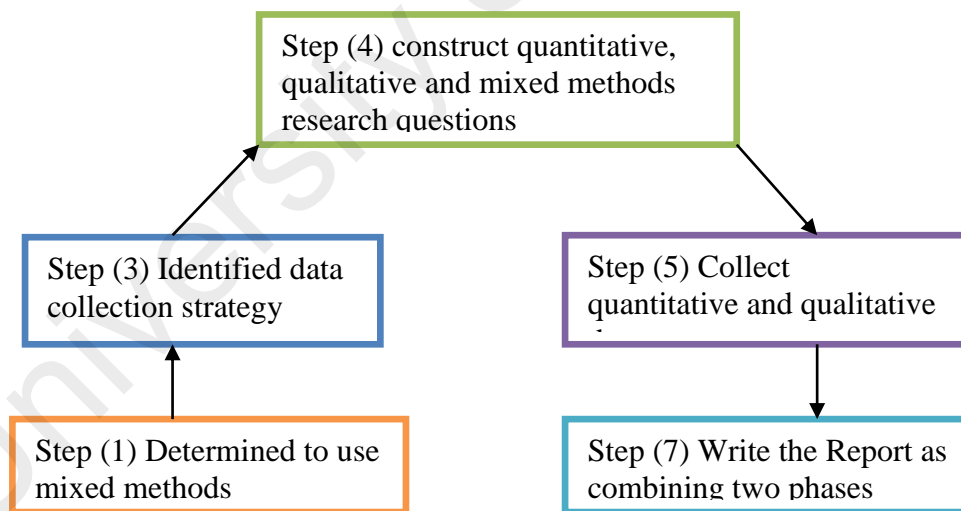 Step (4) construct quantitative,
qualitative and mixed methods
research questions
Step (3) Identified data
collection strategy
Step (5) Collect
quantitative and qualitative
Step (1) Determined to use
mixed methods
Step (7) Write the Report as
combining two phases
University